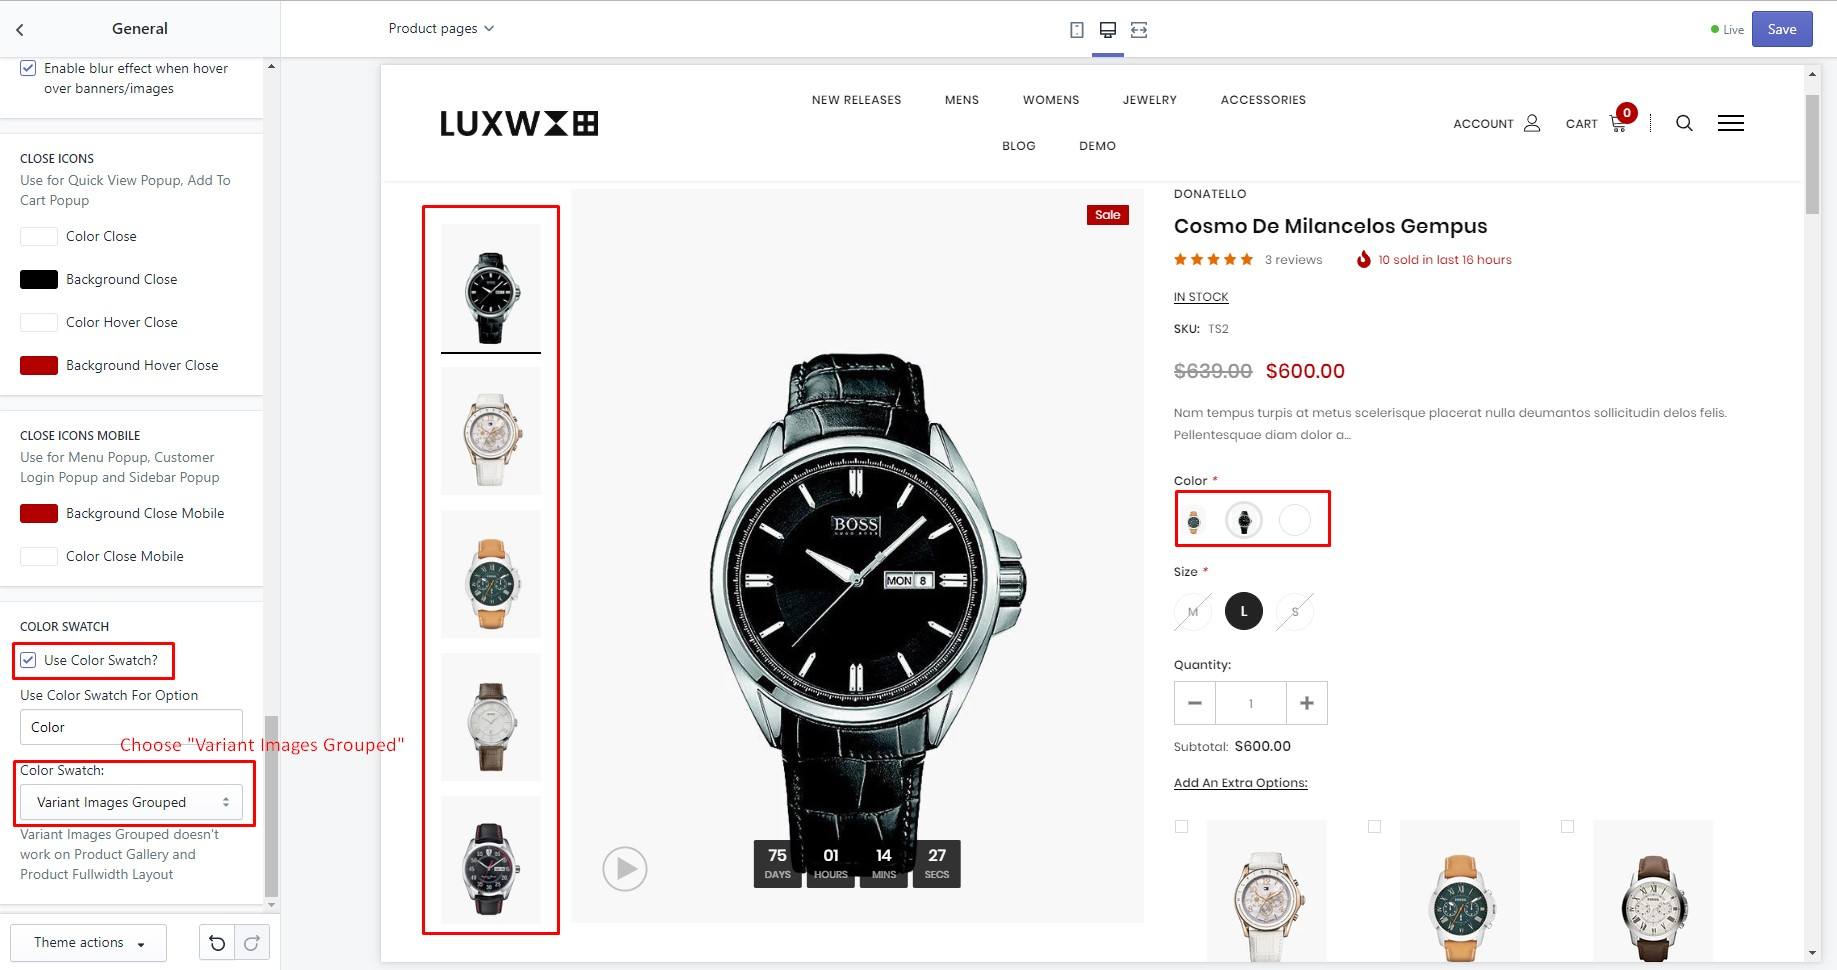 General
Product pages
Live
Save
Enable blur effect when hover
over banners/images
CLOSE ICONS
Use for Quick View Popup, Add To
Cart Popup
Color Close
Background Close
Color Hover Close
Background Hover Close
CLOSE ICONS MOBILE
Use for Menu Popup, Customer
Login Popup and Sidebar Popup
Background Close Mobile
Color Close Mobile
COLOR SWATCH
Use Color Swatch?
Use Color Swatch For Option
Color
Choose "Variant Images Grouped"
Color Swatch:
Variant Images Grouped
Variant Images Grouped doesn't
work on Product Gallery and
Product Fullwidth Layout
Theme actions
LUXW
NEW RELEASES MENS WOMENS JEWELRY ACCESSORIES
BLOG DEMO
ACCOUNT CART 0
Sale
BOSS
HUGO BOSS
MON 8
75 01 14 27
DAYS HOURS MINS SECS
DONATELLO
Cosmo De Milancelos Gempus
3 reviews 10 sold in last 16 hours
IN STOCK
SKU: TS2
$639.00 $600.00
Nam tempus turpis at metus scelerisque placerat nulla deumantos sollicitudin delos felis.
Pellentesque diam dolor a...
Color *
Size *
M L S
Quantity:
− 1 +
Subtotal: $600.00
Add An Extra Options: